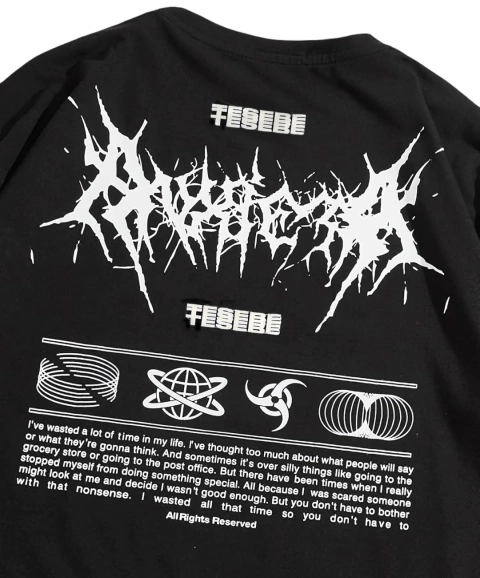 TESEBE
TESEBE
I've wasted a lot of time in my life. I've thought too much about what people will say
or what they're gonna think. And sometimes it's over silly things like going to the
grocery store or going to the post office. But there have been times when I really
stopped myself from doing something special. All because I was scared someone
might look at me and decide I wasn't good enough. But you don't have to bother
with that nonsense. I wasted all that time so you don't have to
All Rights Reserved